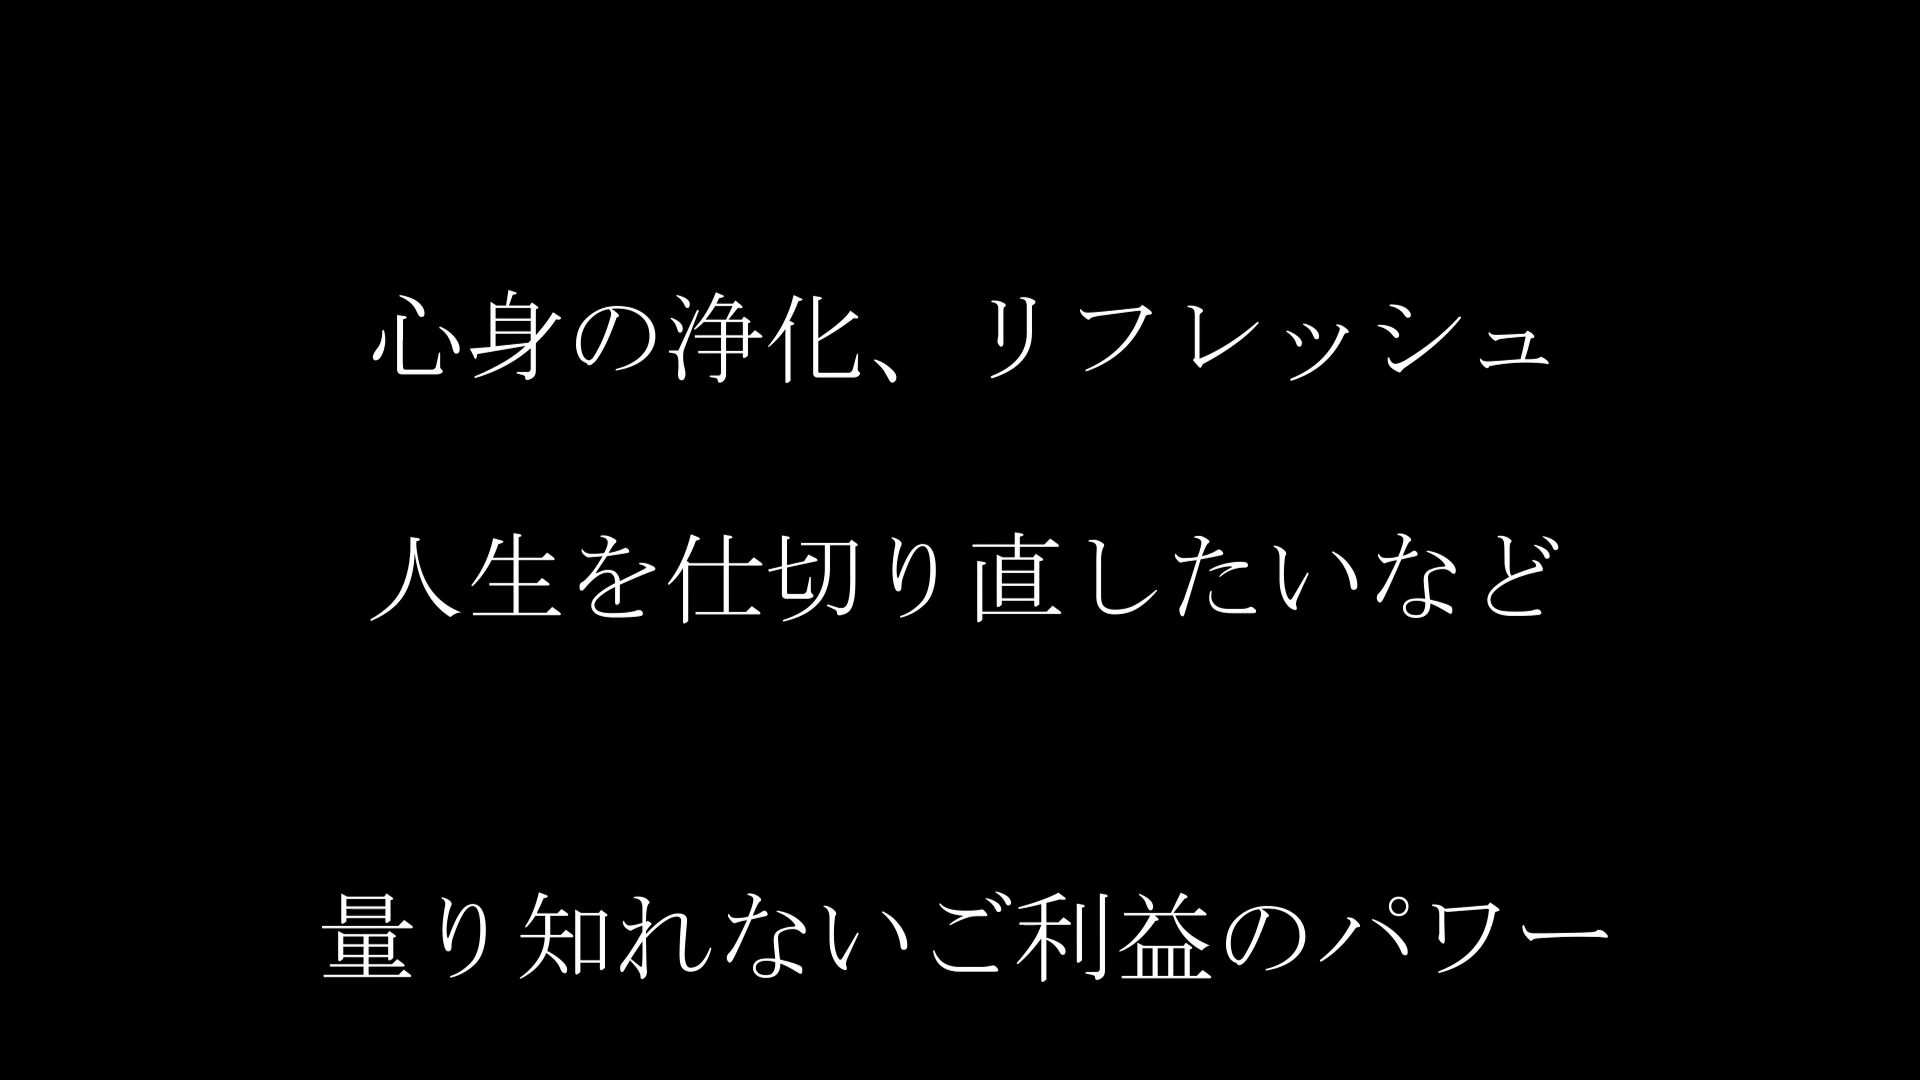 心身の浄化、リフレッシュ
人生を仕切り直したいなど
量り知れないご利益のパワー